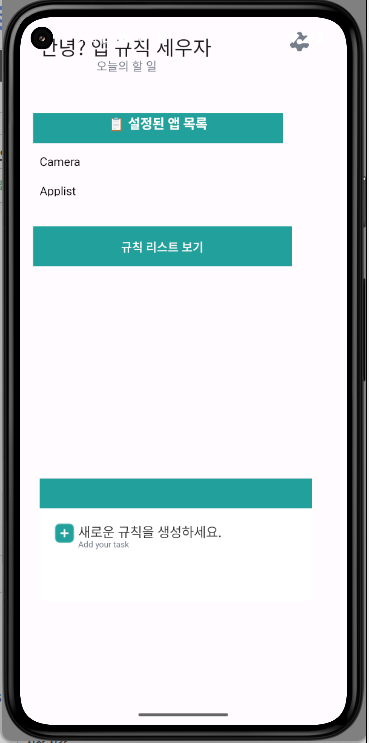 안녕? 앱 규칙 세우자
오늘의 할 일
📋 설정된 앱 목록
Camera
Applist
규칙 리스트 보기
새로운 규칙을 생성하세요.
Add your task